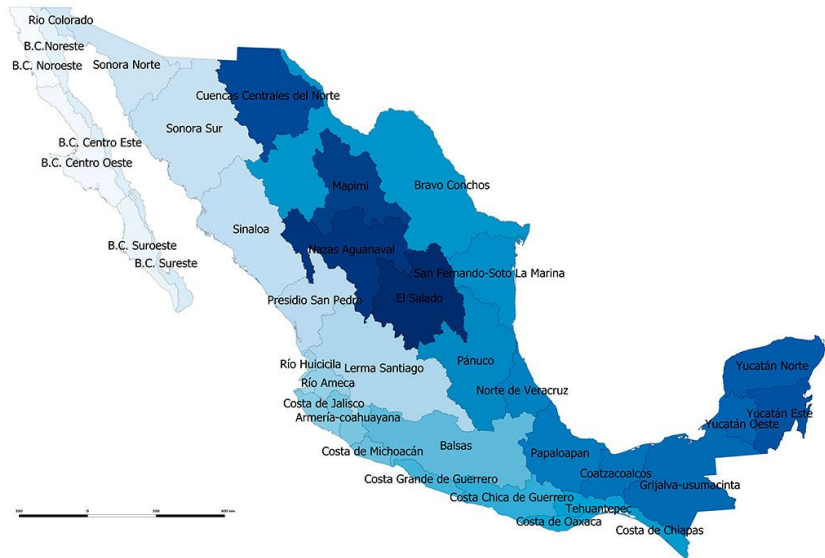 Rio Colorado
B.C.Noreste
B.C. Noroeste
Sonora Norte
Cuencas Centrales del Norte
Sonora Sur
B.C. Centro Este
B.C. Centro Oeste
Mapimi
Bravo Conchos
Sinaloa
B.C. Suroeste
B.C. Sureste
Nazas Aguanaval
San Fernando-Soto La Marina
Presidio San Pedro
El Salado
Río Huicicila
Lerma Santiago
Pánuco
Río Ameca
Norte de Veracruz
Costa de Jalisco
Armería-coahuayana
Yucatán Norte
Yucatán Este
Yucatán Oeste
Balsas
Costa de Michoacán
Papaloapan
Coatzacoalcos
Costa Grande de Guerrero
Grijalva-usumacinta
Costa Chica de Guerrero
Tehuantepec
Costa de Oaxaca
Costa de Chiapas